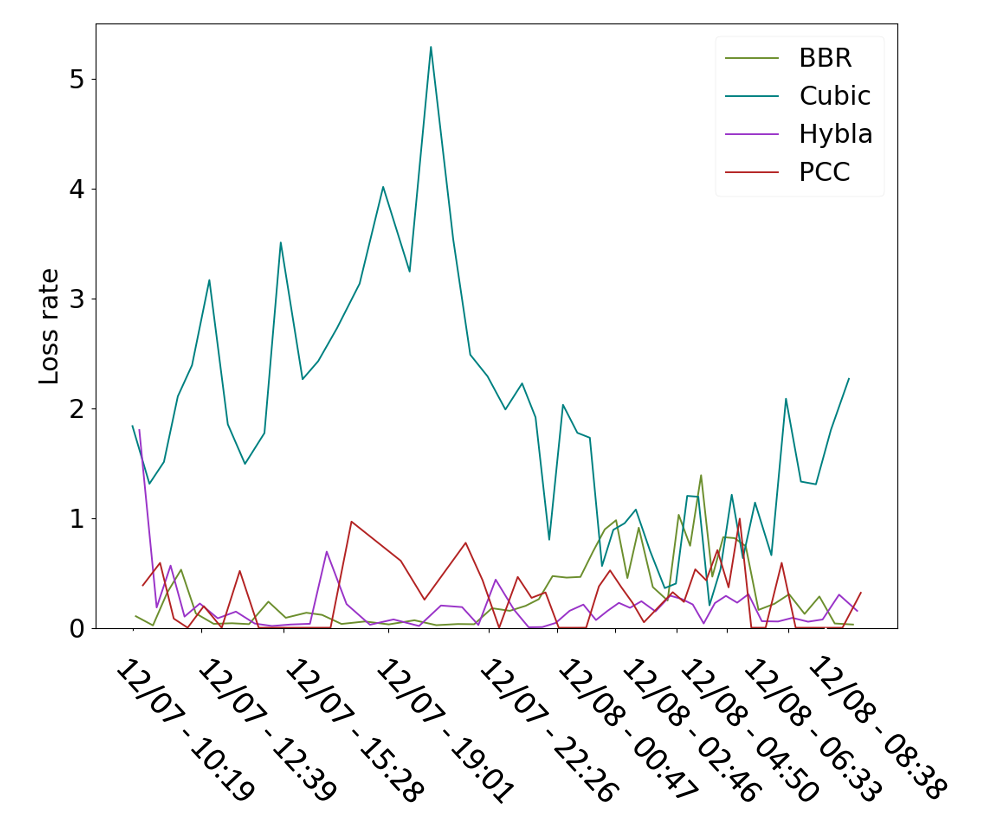 BBR
Cubic
Hybla
PCC
Loss rate
5
4
3
2
1
0
12/07 - 10:19
12/07 - 12:39
12/07 - 15:28
12/07 - 19:01
12/07 - 22:26
12/08 - 00:47
12/08 - 02:46
12/08 - 04:50
12/08 - 06:33
12/08 - 08:38